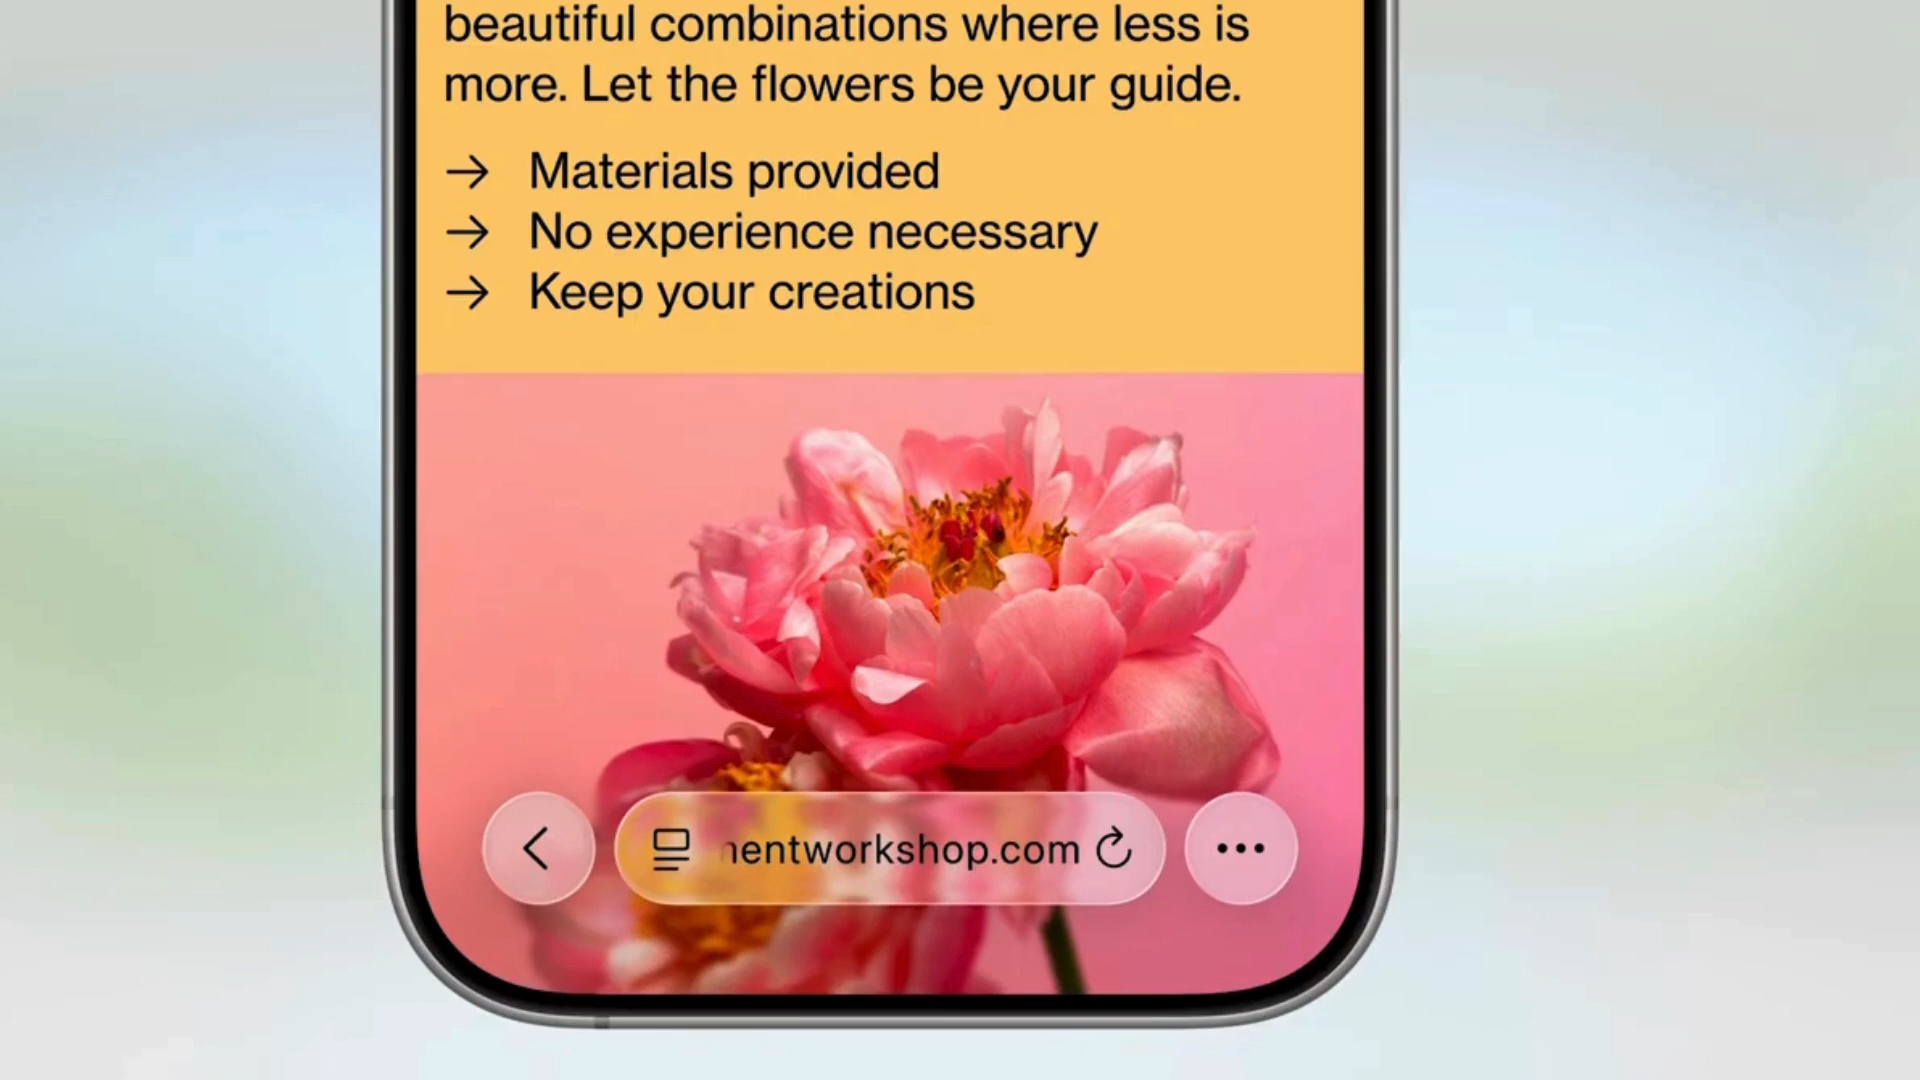 beautiful combinations where less is
more. Let the flowers be your guide.
→ Materials provided
→ No experience necessary
→ Keep your creations
nentworkshop.com